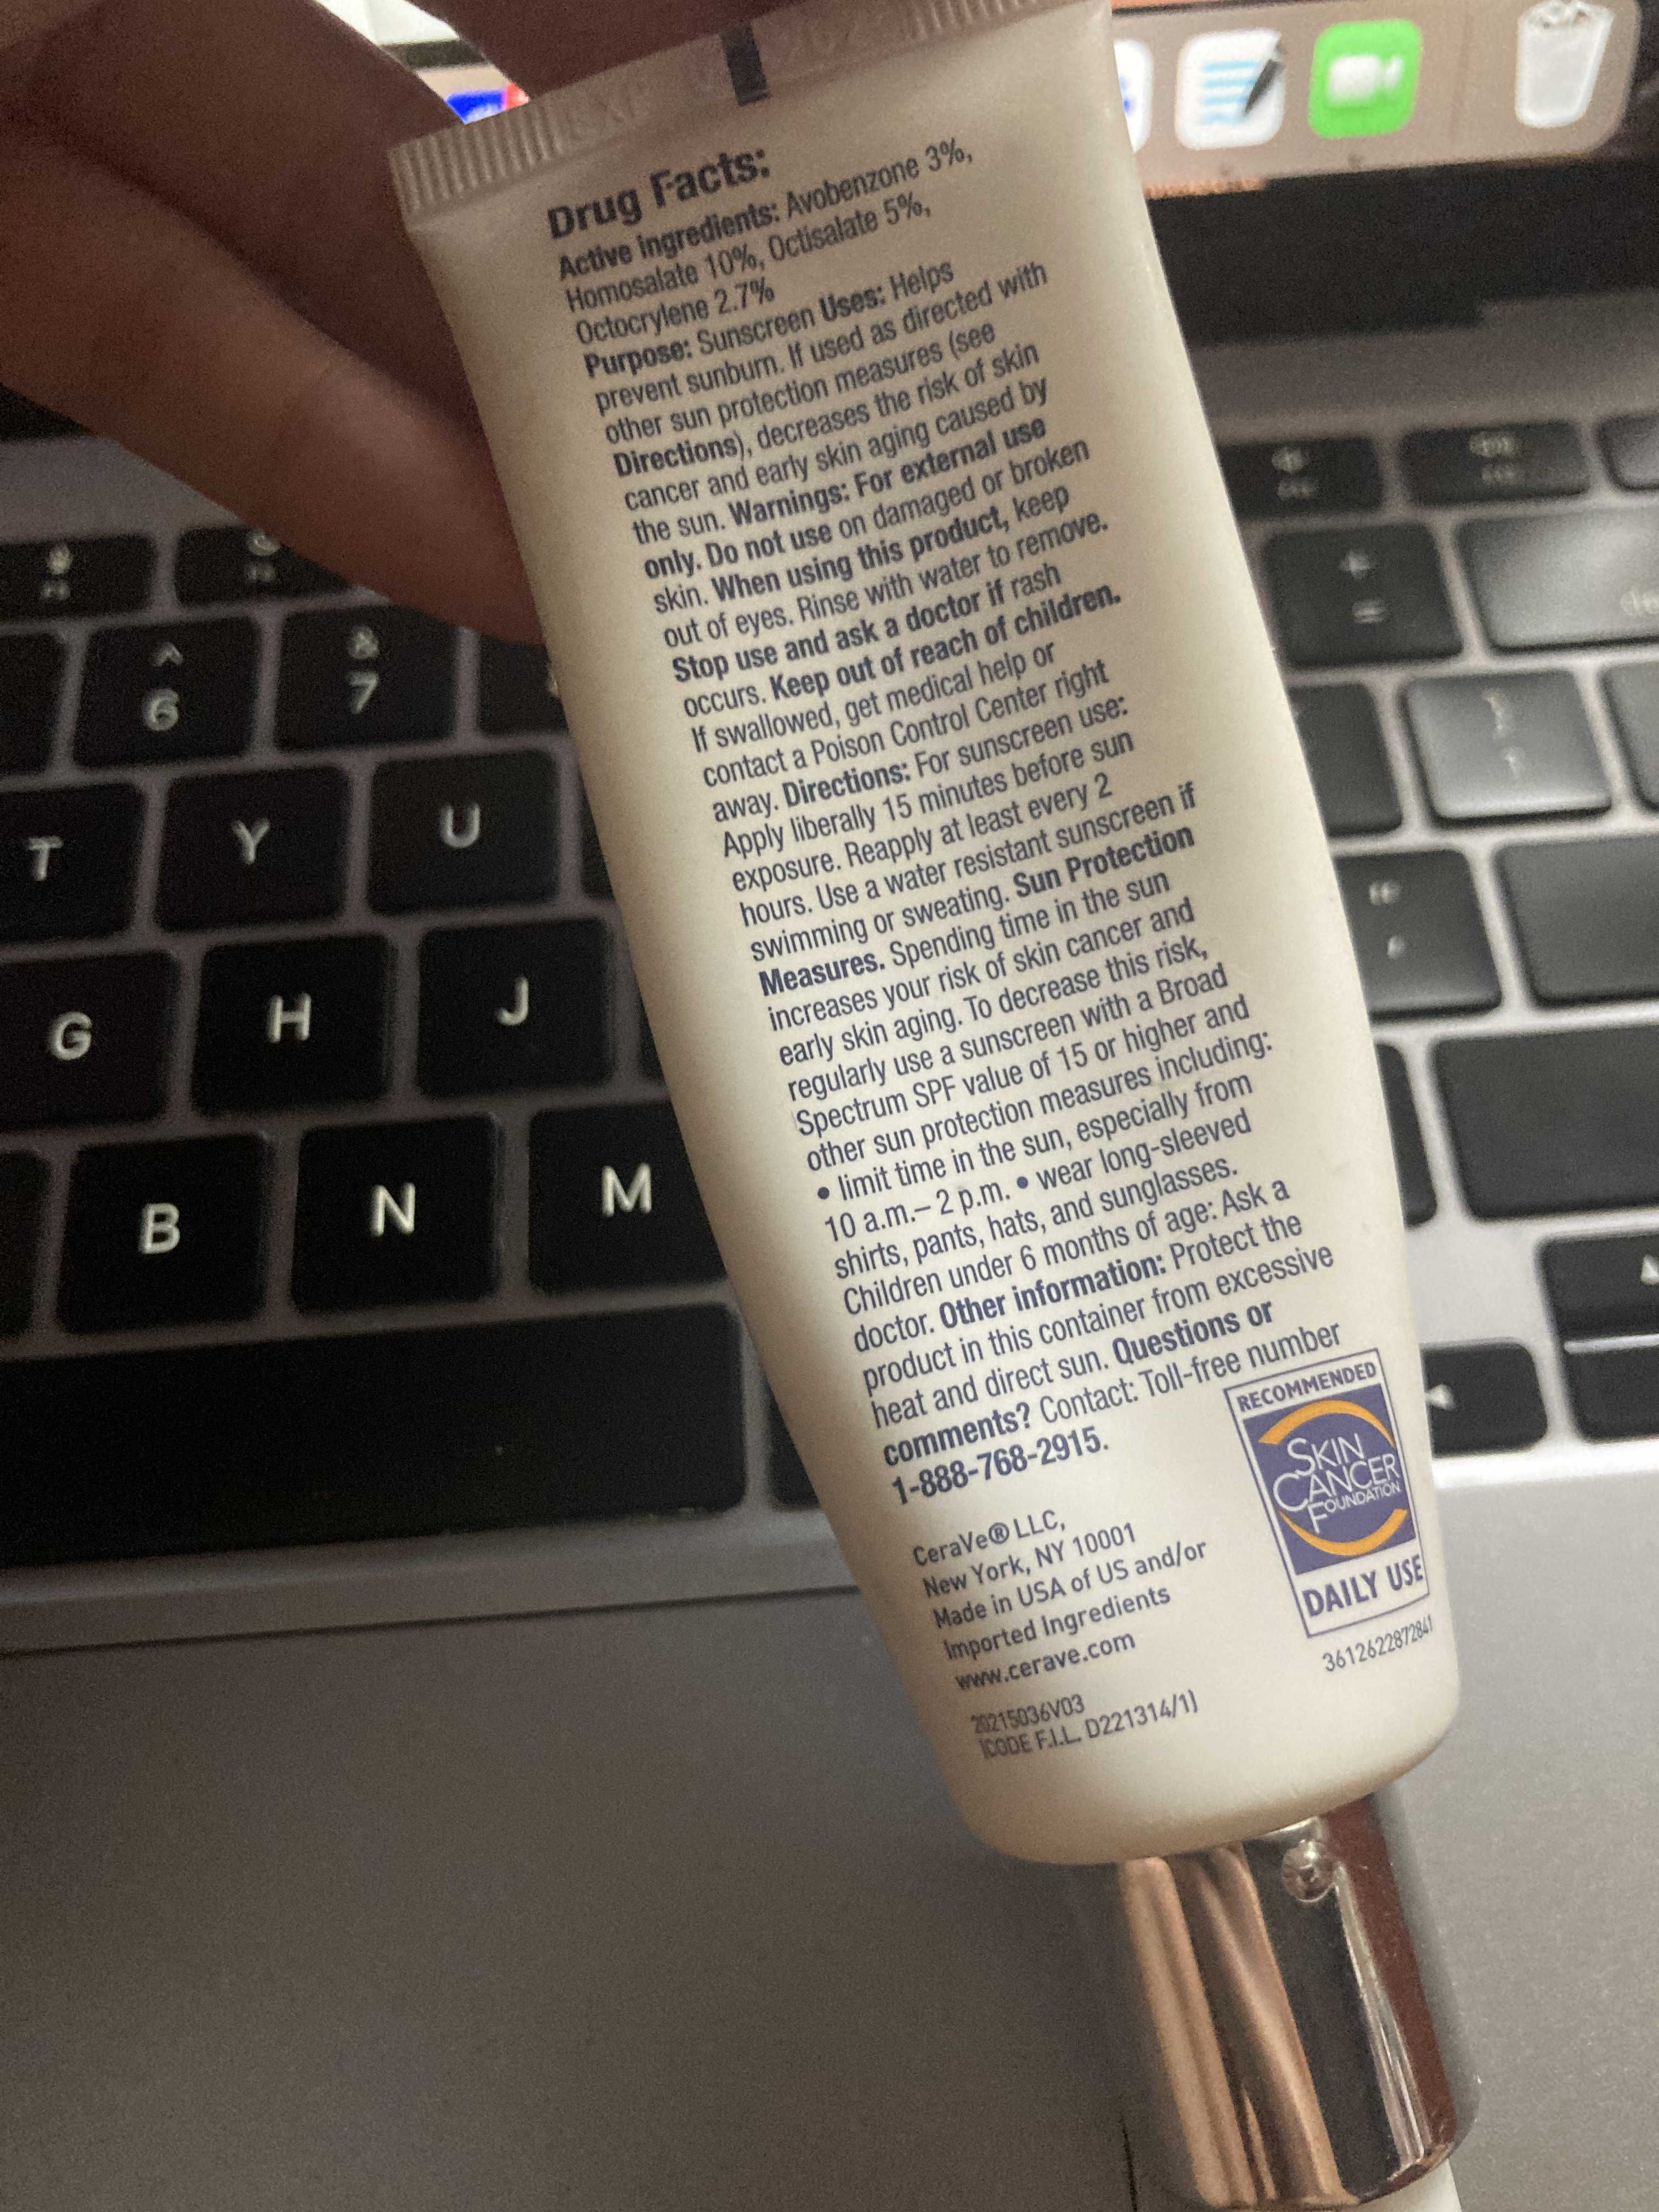 Drug Facts:
Active ingredients: Avobenzone 3%,
Homosalate 10%, Octisalate 5%,
Octocrylene 2.7%
Purpose: Sunscreen Uses: Helps
prevent sunburn. If used as directed with
other sun protection measures (see
Directions), decreases the risk of skin
cancer and early skin aging caused by
the sun. Warnings: For external use
only. Do not use on damaged or broken
skin. When using this product, keep
out of eyes. Rinse with water to remove.
Stop use and ask a doctor if rash
occurs. Keep out of reach of children.
If swallowed, get medical help or
contact a Poison Control Center right
away. Directions: For sunscreen use:
Apply liberally 15 minutes before sun
exposure. Reapply at least every 2
hours. Use a water resistant sunscreen if
swimming or sweating. Sun Protection
Measures. Spending time in the sun
increases your risk of skin cancer and
early skin aging. To decrease this risk,
regularly use a sunscreen with a Broad
Spectrum SPF value of 15 or higher and
other sun protection measures including:
• limit time in the sun, especially from
10 a.m.– 2 p.m. • wear long-sleeved
shirts, pants, hats, and sunglasses.
Children under 6 months of age: Ask a
doctor. Other information: Protect the
product in this container from excessive
heat and direct sun. Questions or
comments? Contact: Toll-free number
1-888-768-2915.
CeraVe® LLC,
New York, NY 10001
Made in USA of US and/or
Imported Ingredients
www.cerave.com
20215036V03
(CODE F.I.L. D221314/1)
RECOMMENDED
SKIN
CANCER
FOUNDATION
DAILY USE
3612622872841
^
6
&
7
T
Y
U
G
H
J
B
N
M
+
=